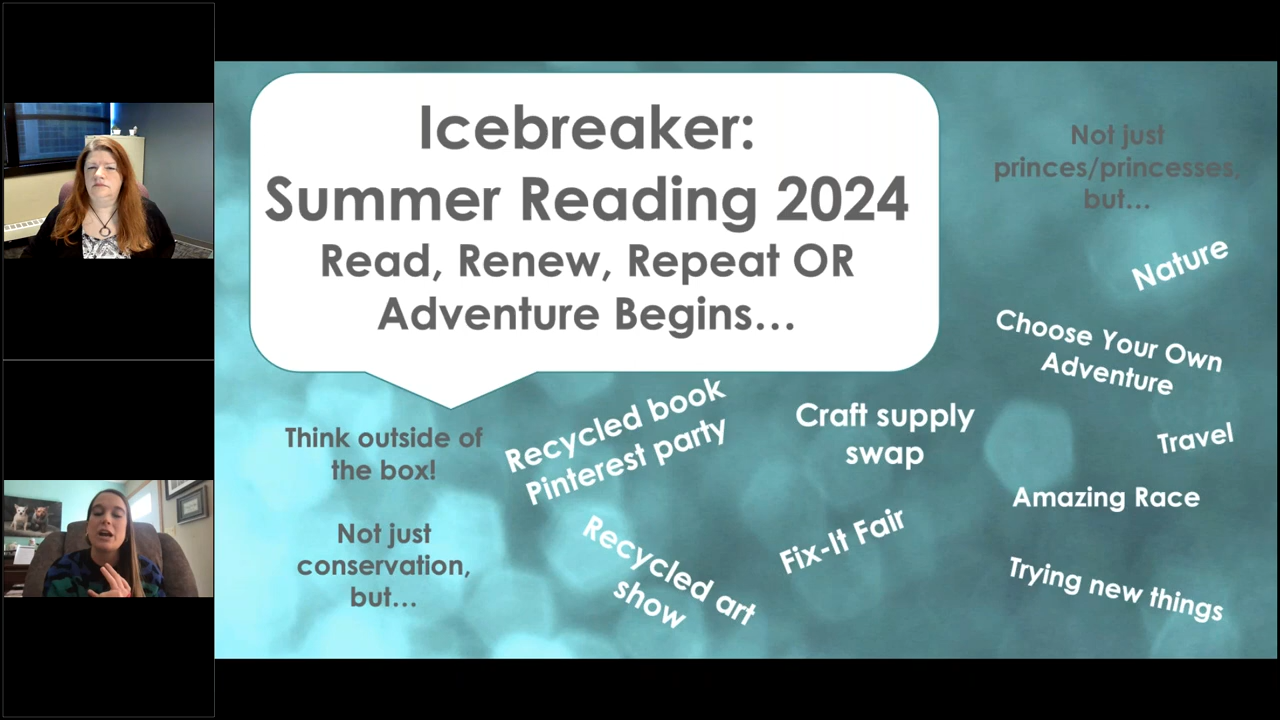 Icebreaker:
Summer Reading 2024
Read, Renew, Repeat OR
Adventure Begins...
Think outside of
the box!
Not just
conservation,
but...
Recycled book
Pinterest party
Recycled art
show
Craft supply
swap
Fix-It Fair
Not just
princes/princesses,
but...
Nature
Choose Your Own
Adventure
Travel
Amazing Race
Trying new things